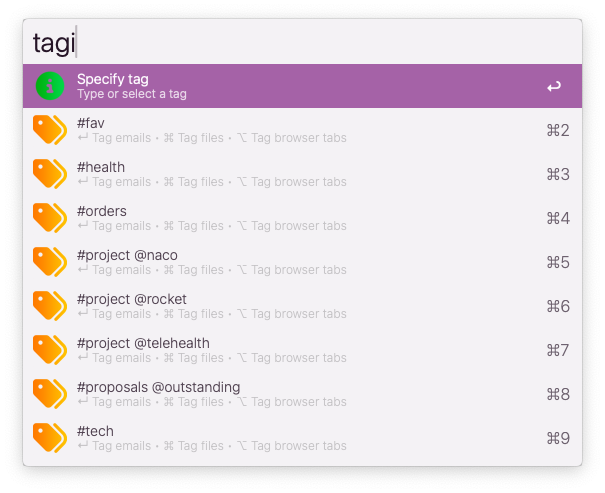 tagi
Specify tag
Type or select a tag
↩
#fav
↩ Tag emails • ⌘ Tag files • ⌥ Tag browser tabs
⌘2
#health
↩ Tag emails • ⌘ Tag files • ⌥ Tag browser tabs
⌘3
#orders
↩ Tag emails • ⌘ Tag files • ⌥ Tag browser tabs
⌘4
#project @naco
↩ Tag emails • ⌘ Tag files • ⌥ Tag browser tabs
⌘5
#project @rocket
↩ Tag emails • ⌘ Tag files • ⌥ Tag browser tabs
⌘6
#project @telehealth
↩ Tag emails • ⌘ Tag files • ⌥ Tag browser tabs
⌘7
#proposals @outstanding
↩ Tag emails • ⌘ Tag files • ⌥ Tag browser tabs
⌘8
#tech
↩ Tag emails • ⌘ Tag files • ⌥ Tag browser tabs
⌘9